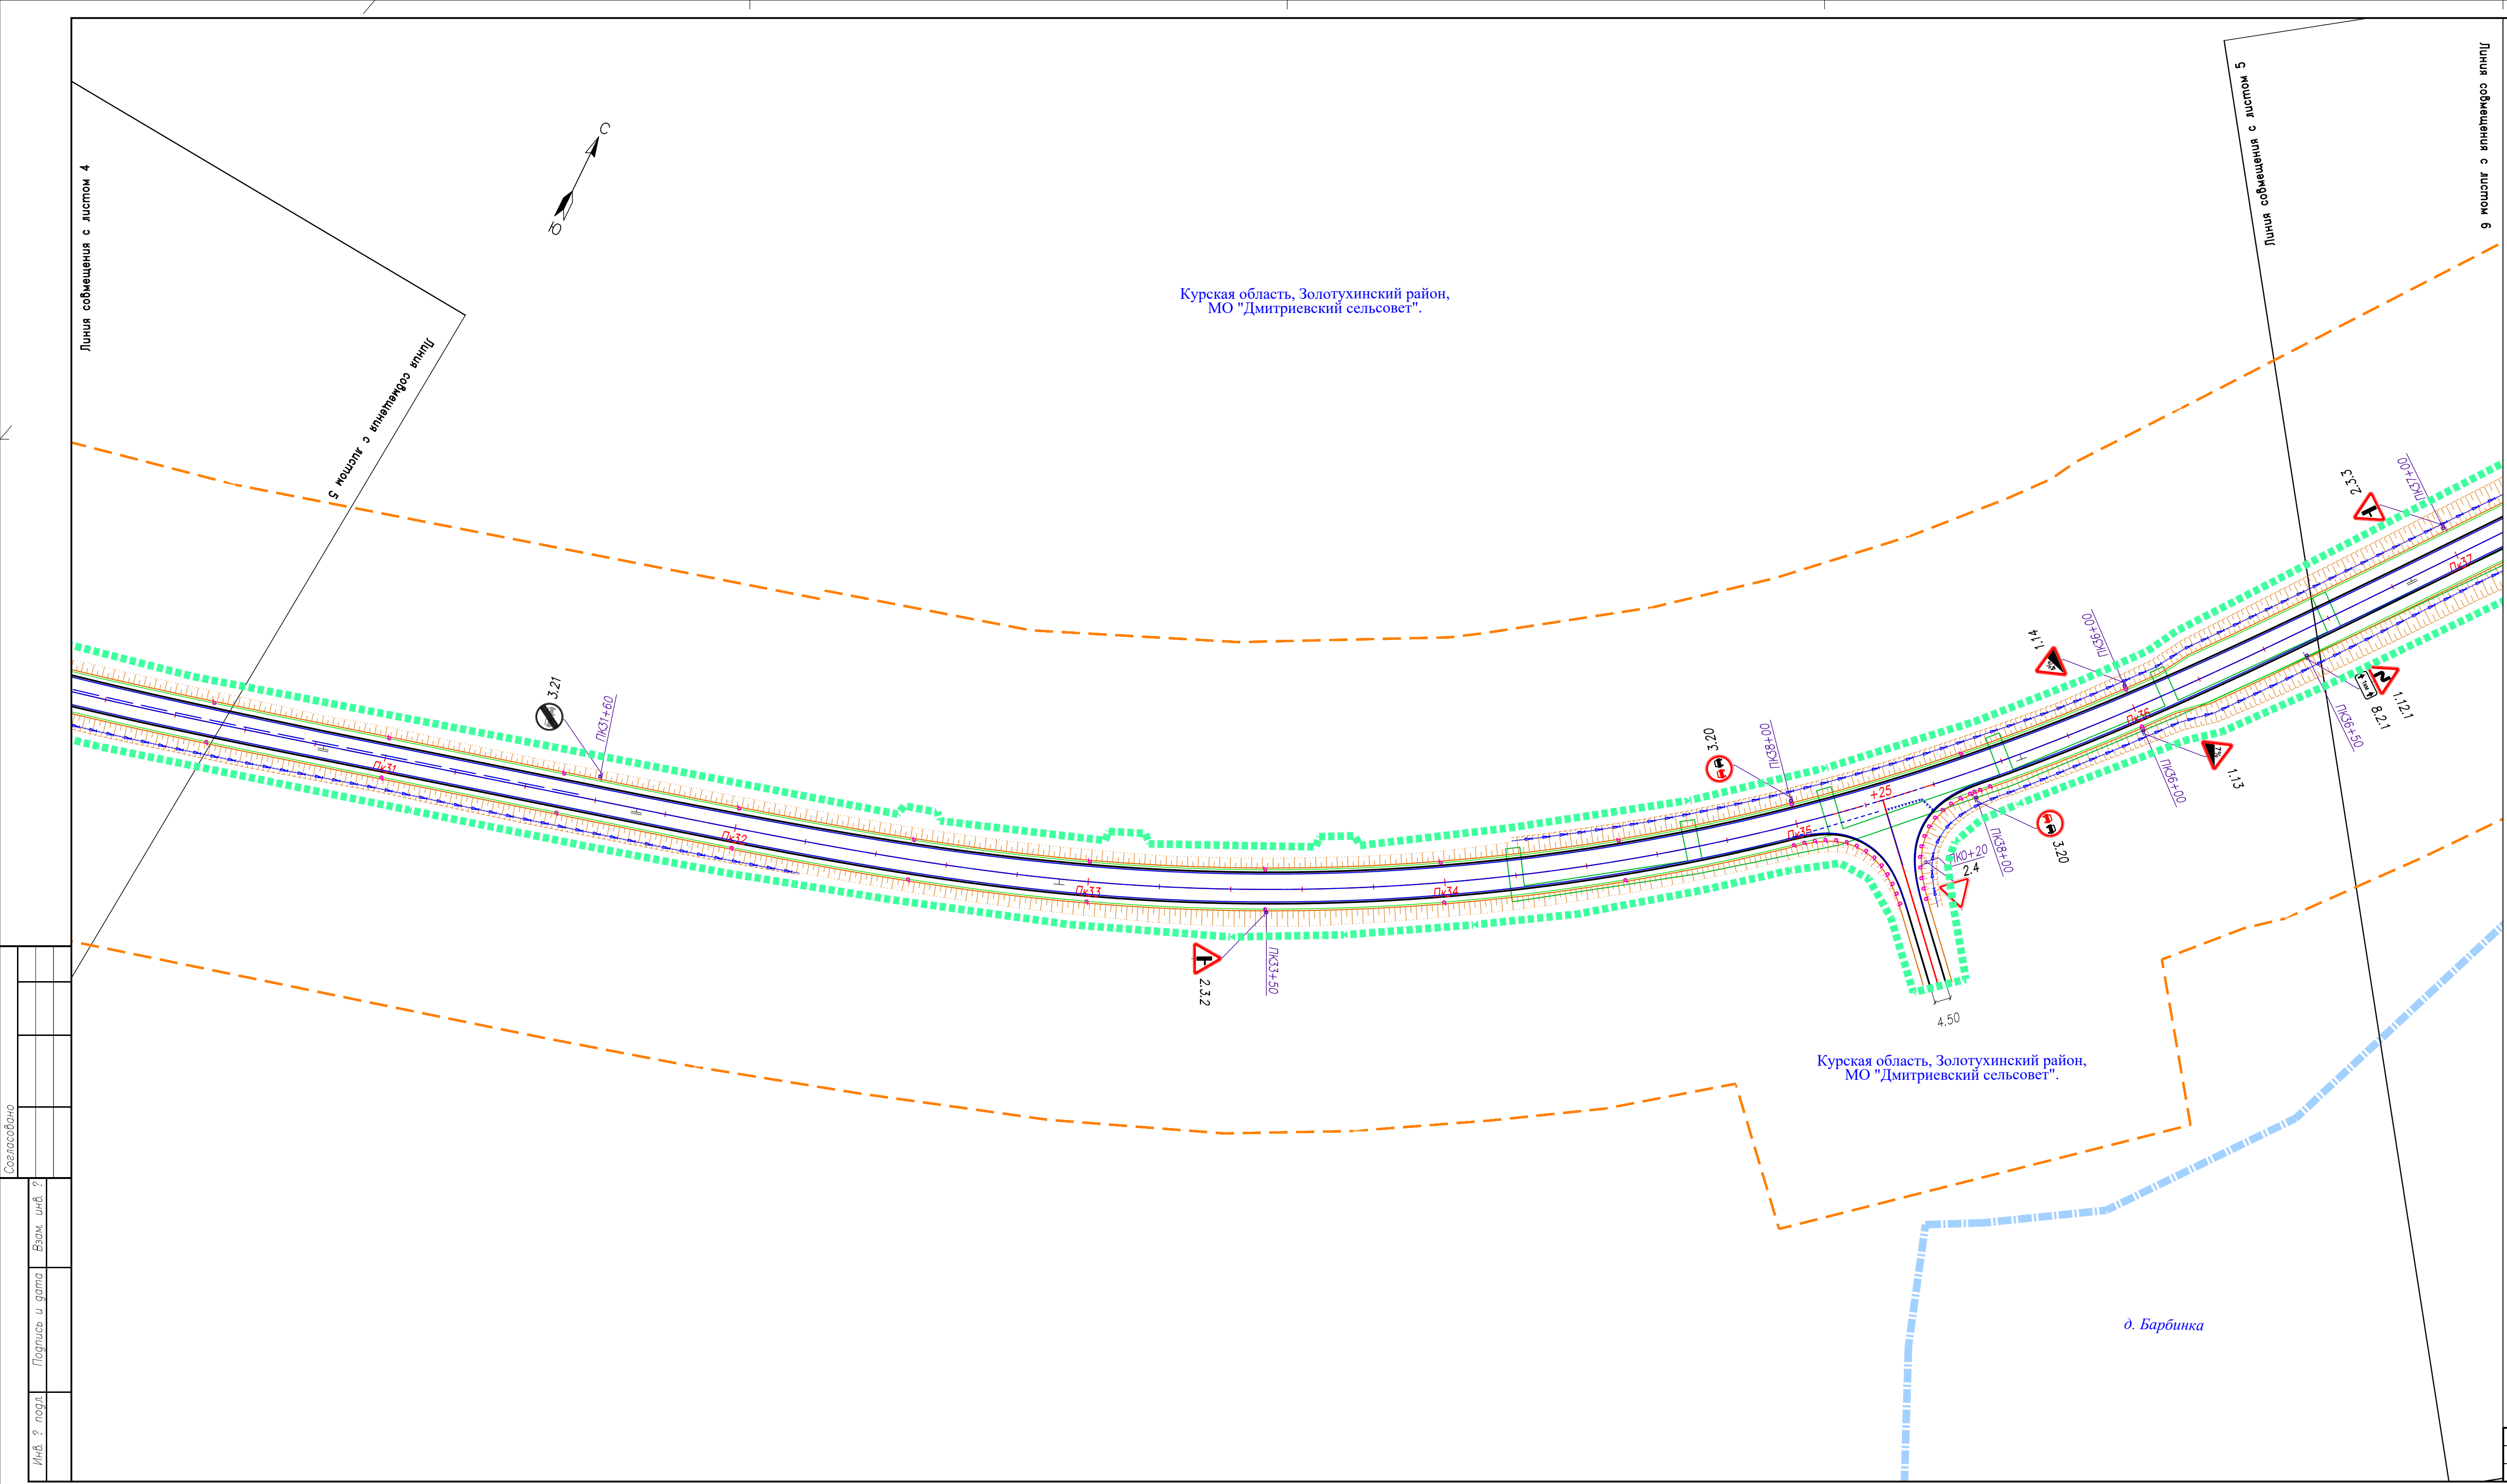 Линия совмещения с листом 4
Линия совмещения с листом 5
С
Ю
Курская область, Золотухинский район,
МО "Дмитриевский сельсовет".
Линия совмещения с листом 5
Линия совмещения с листом 6
3.21
ПК31+60
Пк31
Пк32
Пк33
Пк34
Пк35
+25
Пк36
Пк37
2.3.2
ПК33+50
3.20
ПК38+00
1.14
ПК36+00
2.3.3
ПК37+00
1.12.1
8.2.1
ПК36+50
7%
1.13
ПК36+00
3.20
ПК38+00
ПК0+20
2.4
4.50
Курская область, Золотухинский район,
МО "Дмитриевский сельсовет".
д. Барбинка
Согласовано
Взам. инв. ?
Подпись и дата
Инв. ? подл.